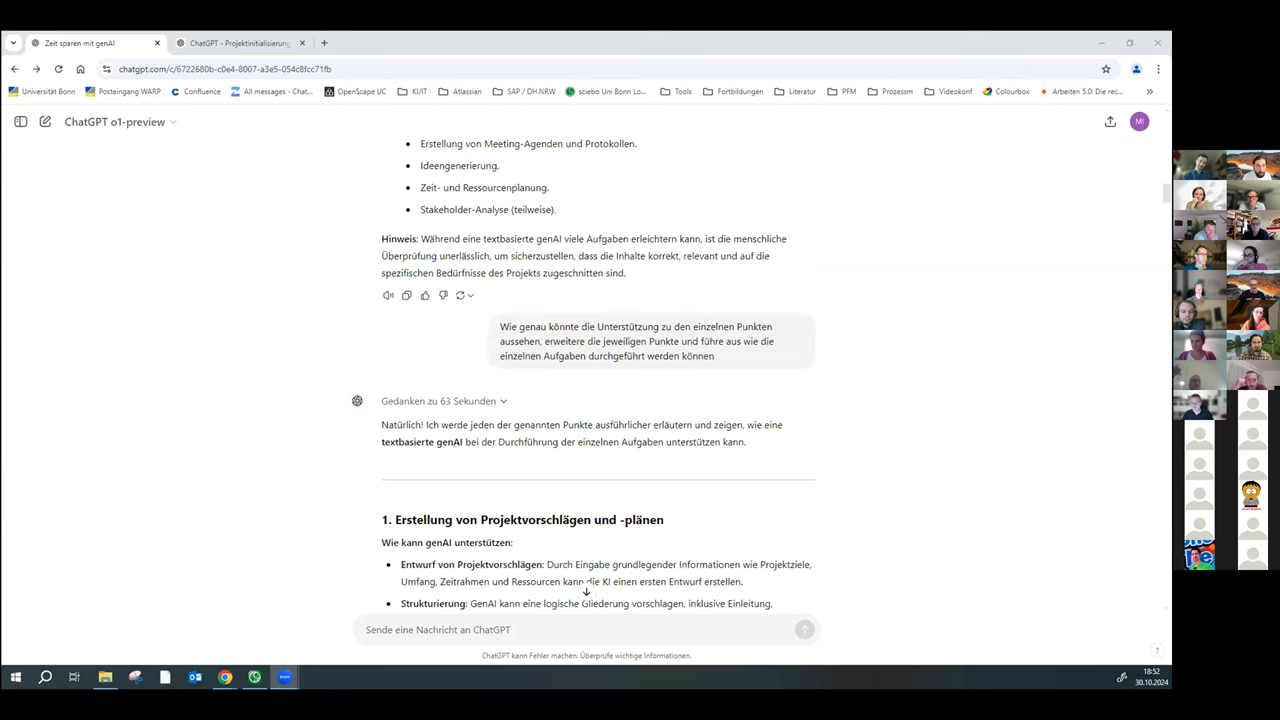 Zeit sparen mit genAI
ChatGPT - Projektinitialisierung
chatgpt.com/c/6722680b-c0e4-8007-a3e5-054c8fcc71fb
Universität Bonn
Posteingang WARP
Confluence
All messages - Chat...
OpenScape UC
KI/IT
Atlassian
SAP / DH.NRW
sciebo Uni Bonn Lo...
Tools
Fortbildungen
Literatur
PFM
Prozessm
Videokonf
Colourbox
Arbeiten 5.0: Die rec...
ChatGPT o1-preview
MI
• Erstellung von Meeting-Agenden und Protokollen.
• Ideengenerierung.
• Zeit- und Ressourcenplanung.
• Stakeholder-Analyse (teilweise).
Hinweis: Während eine textbasierte genAI viele Aufgaben erleichtern kann, ist die menschliche
Überprüfung unerlässlich, um sicherzustellen, dass die Inhalte korrekt, relevant und auf die
spezifischen Bedürfnisse des Projekts zugeschnitten sind.
Wie genau könnte die Unterstützung zu den einzelnen Punkten
aussehen, erweitere die jeweiligen Punkte und führe aus wie die
einzelnen Aufgaben durchgeführt werden können
Gedanken zu 63 Sekunden
Natürlich! Ich werde jeden der genannten Punkte ausführlicher erläutern und zeigen, wie eine
textbasierte genAI bei der Durchführung der einzelnen Aufgaben unterstützen kann.
1. Erstellung von Projektvorschlägen und -plänen
Wie kann genAI unterstützen:
• Entwurf von Projektvorschlägen: Durch Eingabe grundlegender Informationen wie Projektziele,
Umfang, Zeitrahmen und Ressourcen kann die KI einen ersten Entwurf erstellen.
• Strukturierung: GenAI kann eine logische Gliederung vorschlagen, inklusive Einleitung,
Sende eine Nachricht an ChatGPT
ChatGPT kann Fehler machen. Überprüfe wichtige Informationen.
?
18:52
30.10.2024